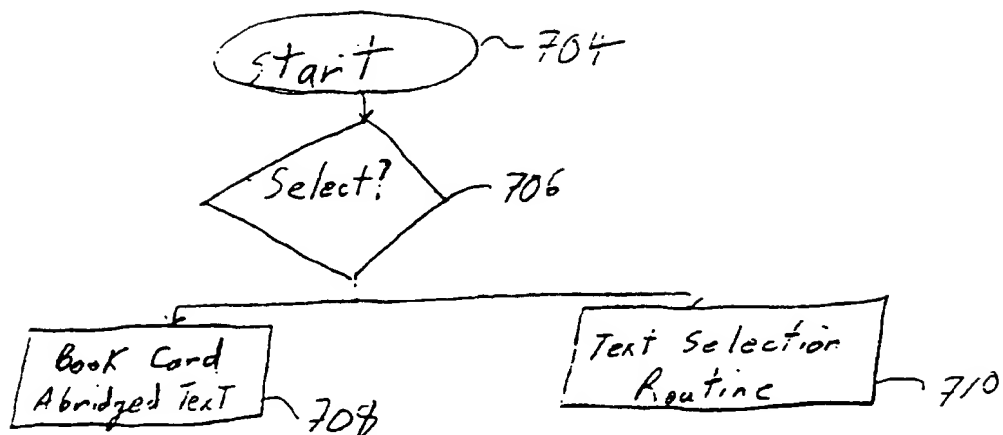 Start
704
Select?
706
Book Card
Abridged Text
708
Text Selection
Routine
710